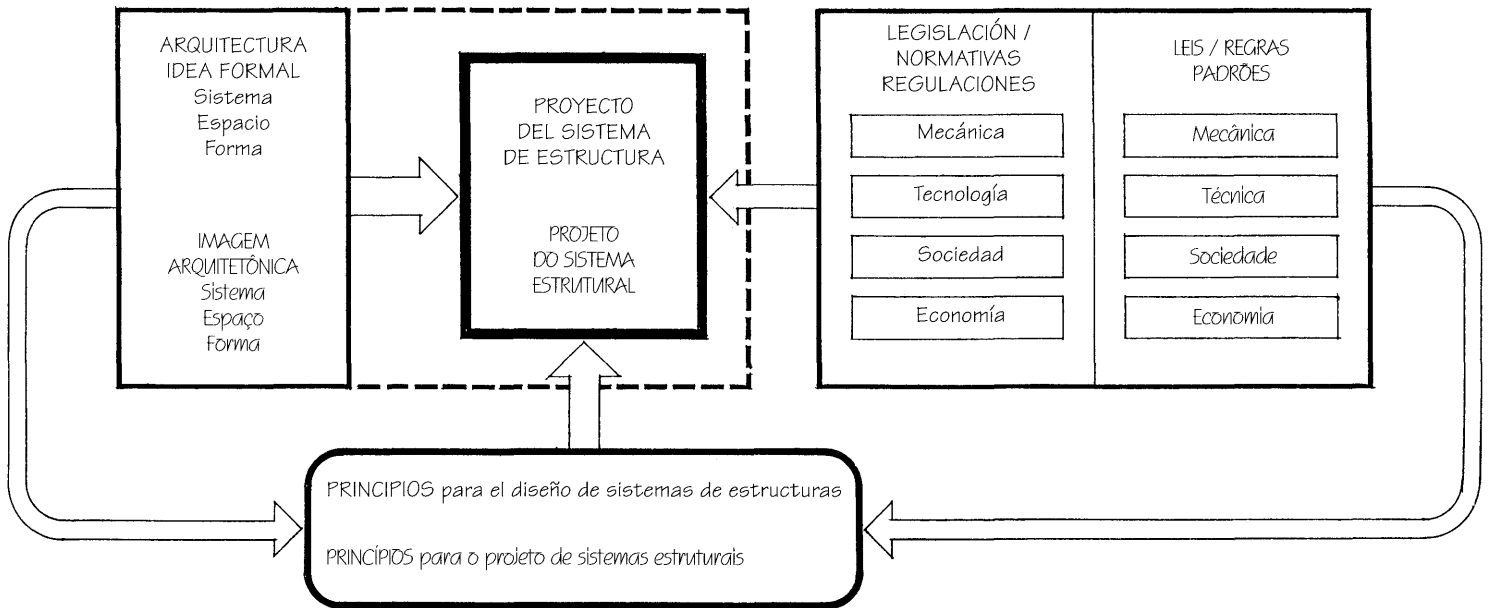 ARQUITECTURA
IDEA FORMAL
Sistema
Espacio
Forma
IMAGEM
ARQUITETÔNICA
Sistema
Espaço
Forma
PROYECTO
DEL SISTEMA
DE ESTRUCTURA
PROJETO
DO SISTEMA
ESTRUTURAL
LEGISLACIÓN /
NORMATIVAS
REGULACIONES
Mecánica
Tecnología
Sociedad
Economía
LEIS / REGRAS
PADRÕES
Mecânica
Técnica
Sociedade
Economia
PRINCIPIOS para el diseño de sistemas de estructuras
PRINCÍPIOS para o projeto de sistemas estruturais